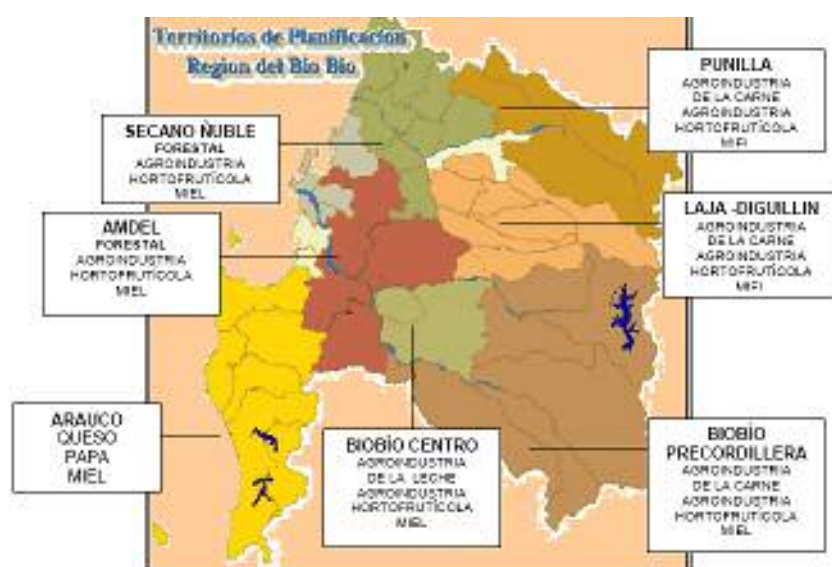 Territorios de Planificacion
Region del Bio Bio
PUNILLA
AGROINDUSTRIA
DE LA CARNE
AGROINDUSTRIA
HORTOFRUTÍCOLA
SECANO ÑUBLE
FORESTAL
AGROINDUSTRIA
HORTOFRUTÍCOLA
MIEL
LAJA -DIGUILLIN
AGROINDUSTRIA
DE LA CARNE
AGROINDUSTRIA
HORTOFRUTÍCOLA
AMDEL
FORESTAL
AGROINDUSTRIA
HORTOFRUTÍCOLA
MIEL
ARAUCO
QUESO
PAPA
MIEL
BIOBÍO CENTRO
AGROINDUSTRIA
DE LA LECHE
AGROINDUSTRIA
HORTOFRUTÍCOLA
MIEL
BIOBÍO
PRECORDILLERA
AGROINDUSTRIA
DE LA CARNE
AGROINDUSTRIA
HORTOFRUTÍCOLA
MIEL